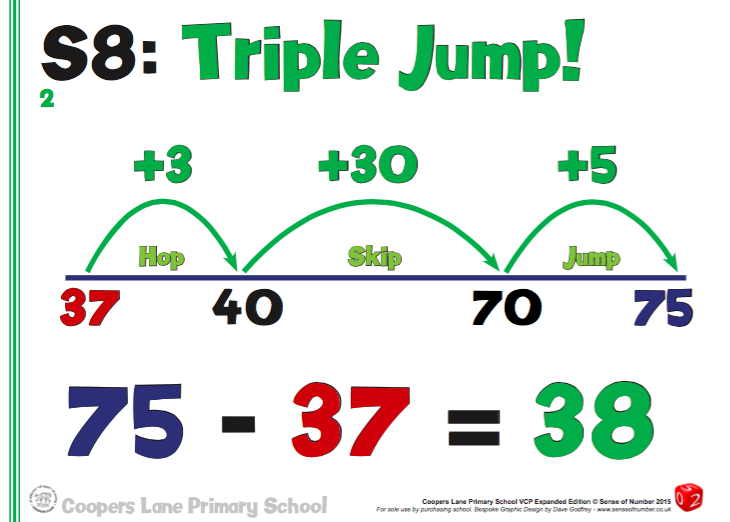 S8: Triple Jump!
2
+3 +30 +5
Hop Skip Jump
37 40 70 75
75 - 37 = 38
Coopers Lane Primary School
Coopers Lane Primary School VCP Expanded Edition © Sense of Number 2015
For sole use by purchasing school. Bespoke Graphic Design by Dave Godfrey - www.senseofnumber.co.uk
0 2